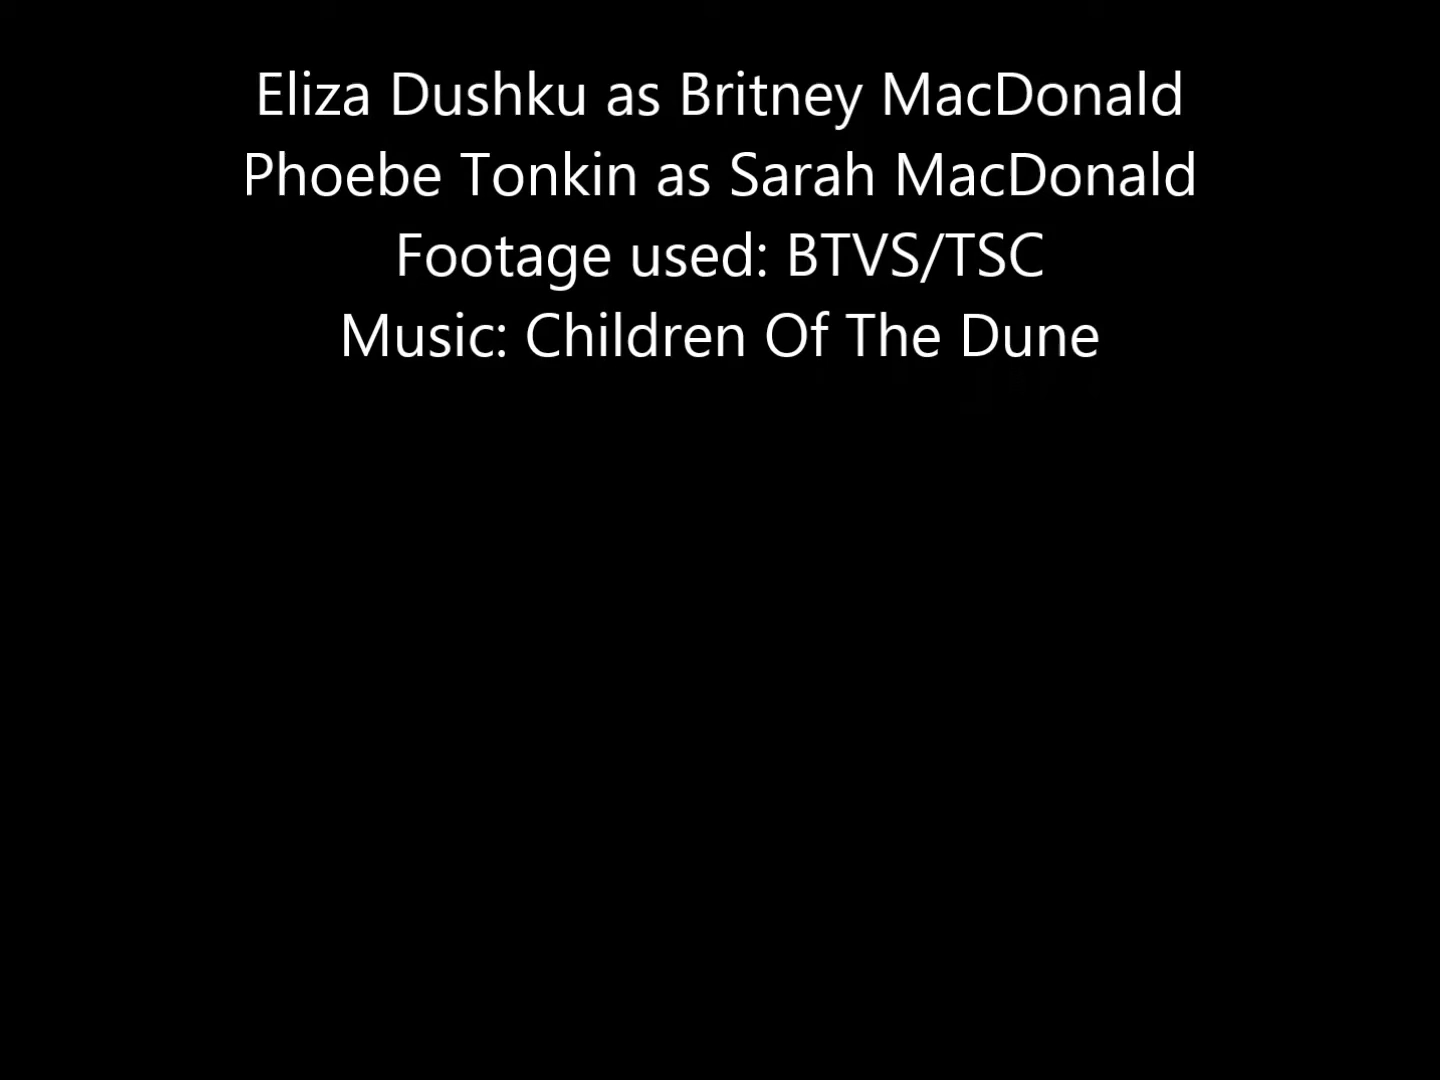 Eliza Dushku as Britney MacDonald
Phoebe Tonkin as Sarah MacDonald
Footage used: BTVS/TSC
Music: Children Of The Dune